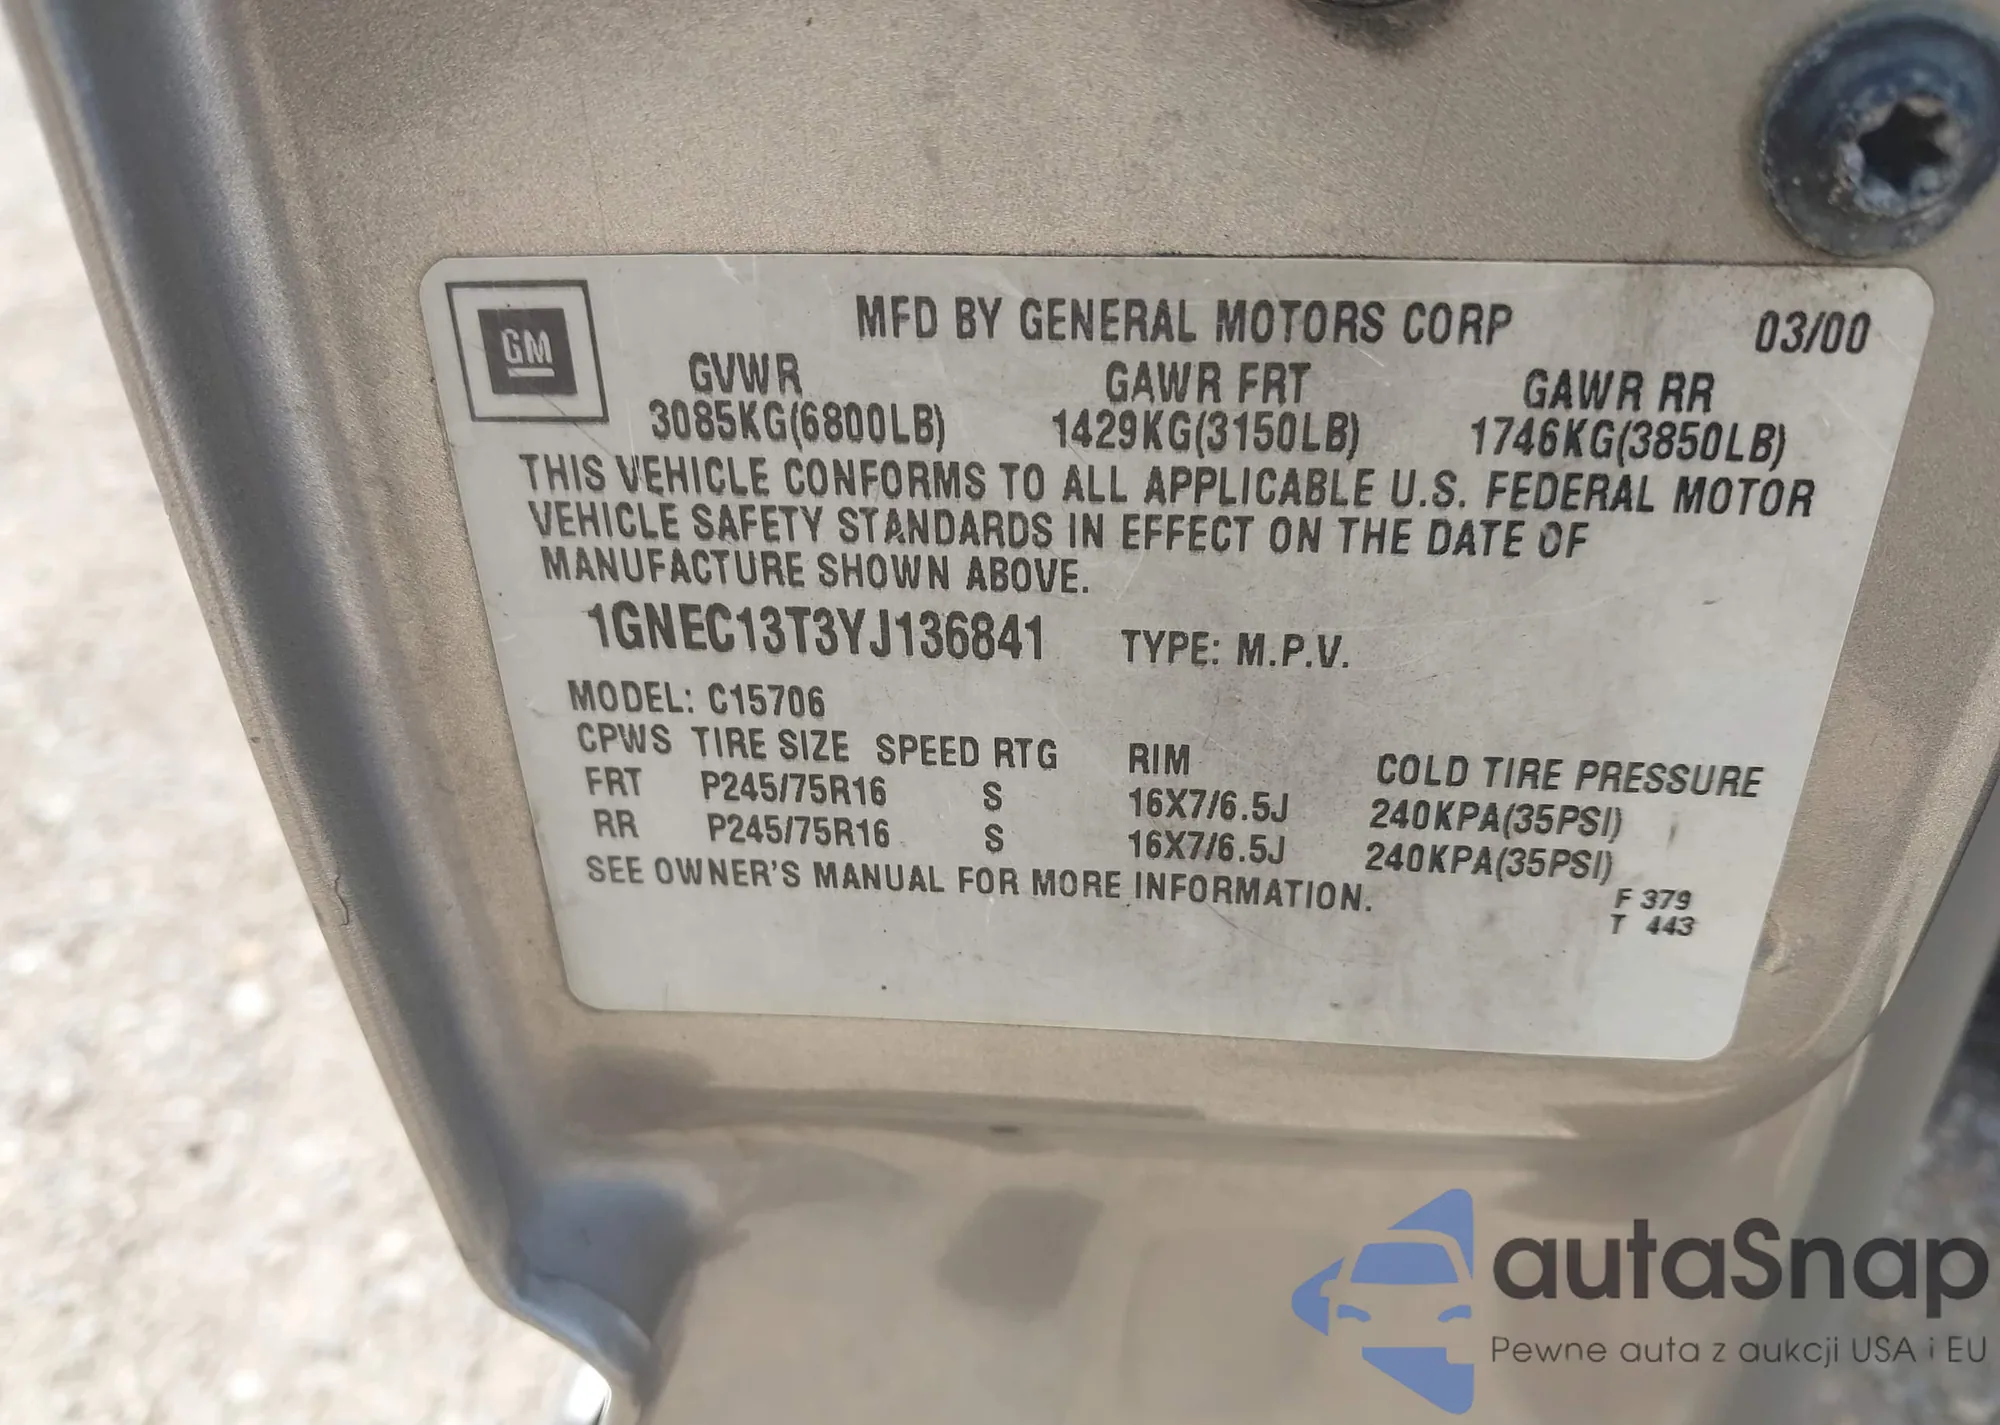 GM
MFD BY GENERAL MOTORS CORP 03/00
GVWR GAWR FRT GAWR RR
3085KG(6800LB) 1429KG(3150LB) 1746KG(3850LB)
THIS VEHICLE CONFORMS TO ALL APPLICABLE U.S. FEDERAL MOTOR
VEHICLE SAFETY STANDARDS IN EFFECT ON THE DATE OF
MANUFACTURE SHOWN ABOVE.
1GNEC13T3YJ136841 TYPE: M.P.V.
MODEL: C15706
CPWS TIRE SIZE SPEED RTG RIM COLD TIRE PRESSURE
FRT P245/75R16 S 16X7/6.5J 240KPA(35PSI)
RR P245/75R16 S 16X7/6.5J 240KPA(35PSI)
SEE OWNER'S MANUAL FOR MORE INFORMATION.
F 379
T 443
autaSnap
Pewne auta z aukcji USA i EU